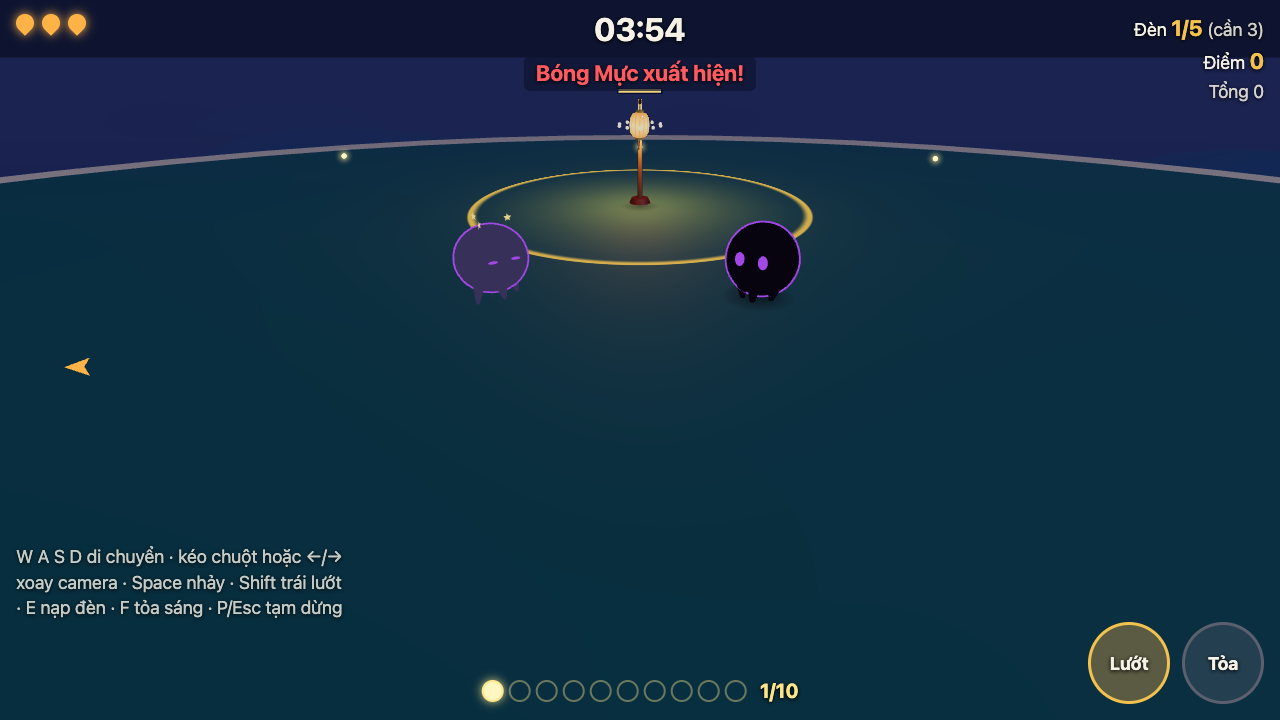 03:54
Đèn 1/5 (cần 3)
Điểm 0
Tổng 0
Bóng Mực xuất hiện!
W A S D di chuyển · kéo chuột hoặc ←/→
xoay camera · Space nhảy · Shift trái lướt
· E nạp đèn · F tỏa sáng · P/Esc tạm dừng
1/10
Lướt
Tỏa